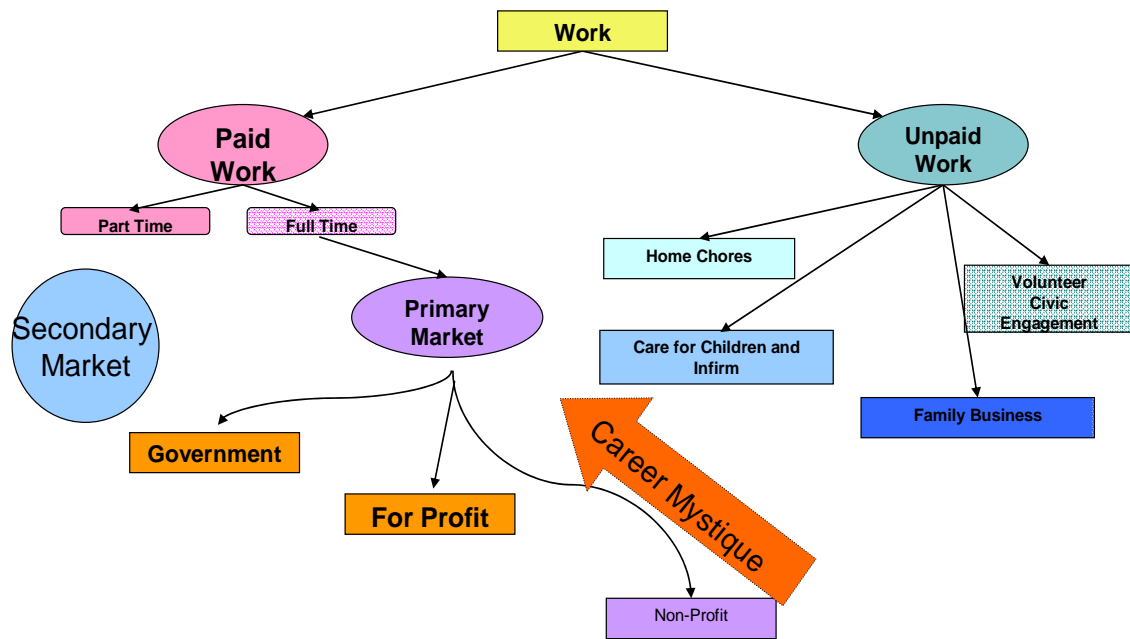 Work
Paid
Work
Unpaid
Work
Part Time
Full Time
Home Chores
Volunteer
Civic
Engagement
Secondary
Market
Primary
Market
Care for Children and
Infirm
Family Business
Government
For Profit
Career Mystique
Non-Profit